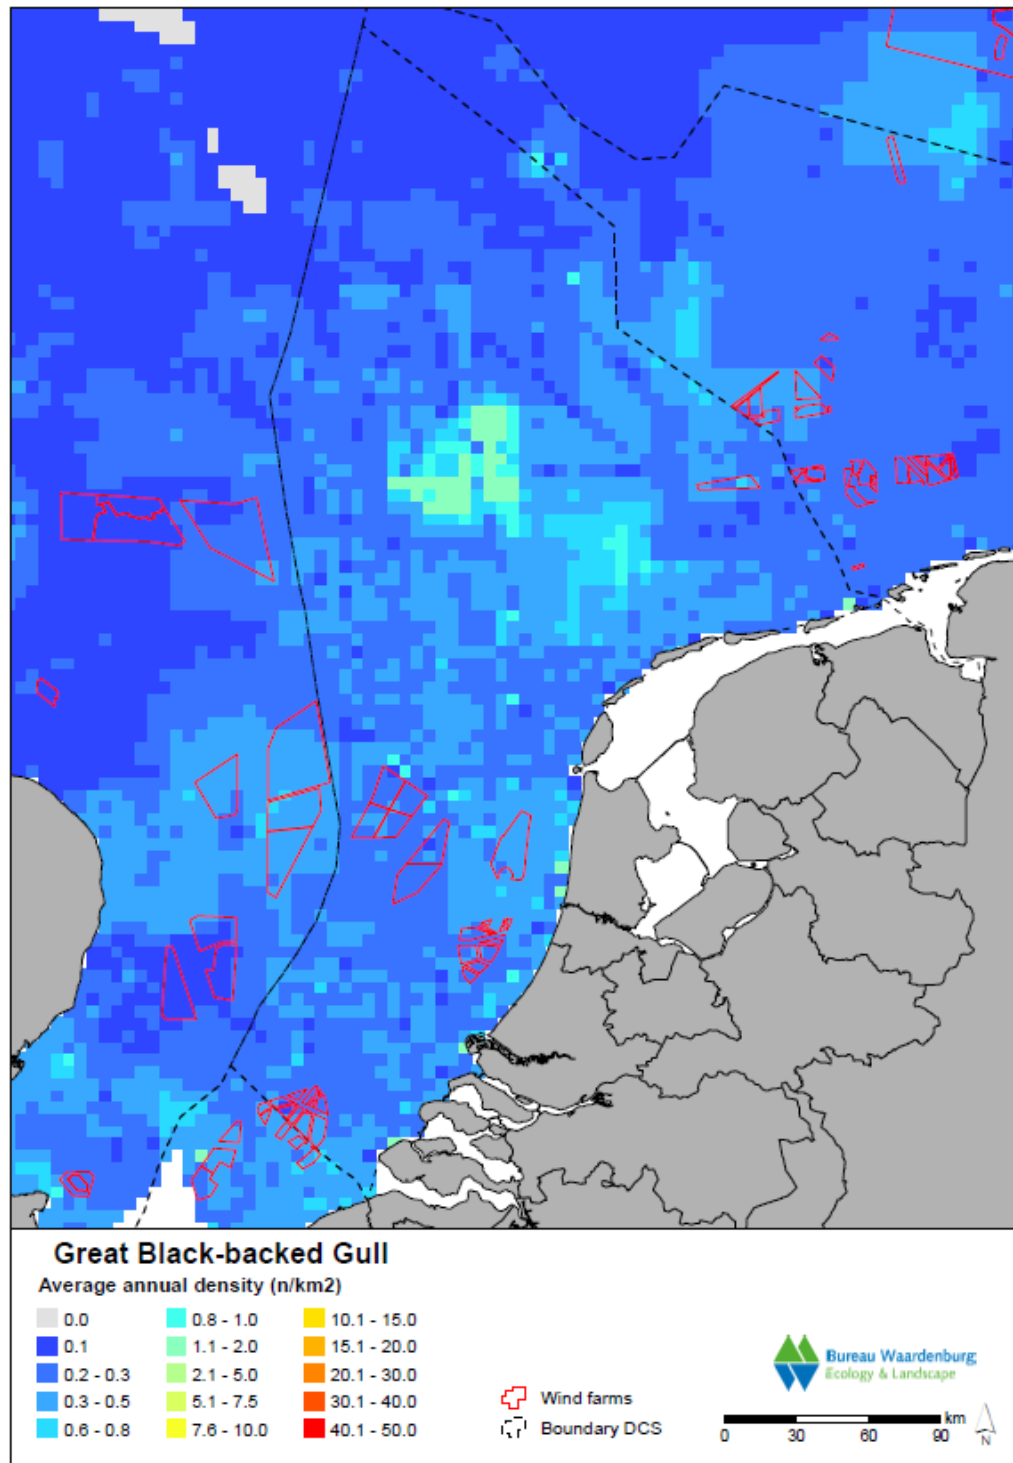 Great Black-backed Gull
Average annual density (n/km2)
0.0
0.1
0.2 - 0.3
0.3 - 0.5
0.6 - 0.8
0.8 - 1.0
1.1 - 2.0
2.1 - 5.0
5.1 - 7.5
7.6 - 10.0
10.1 - 15.0
15.1 - 20.0
20.1 - 30.0
30.1 - 40.0
40.1 - 50.0
Wind farms
Boundary DCS
Bureau Waardenburg
Ecology & Landscape
km
0 30 60 90
N